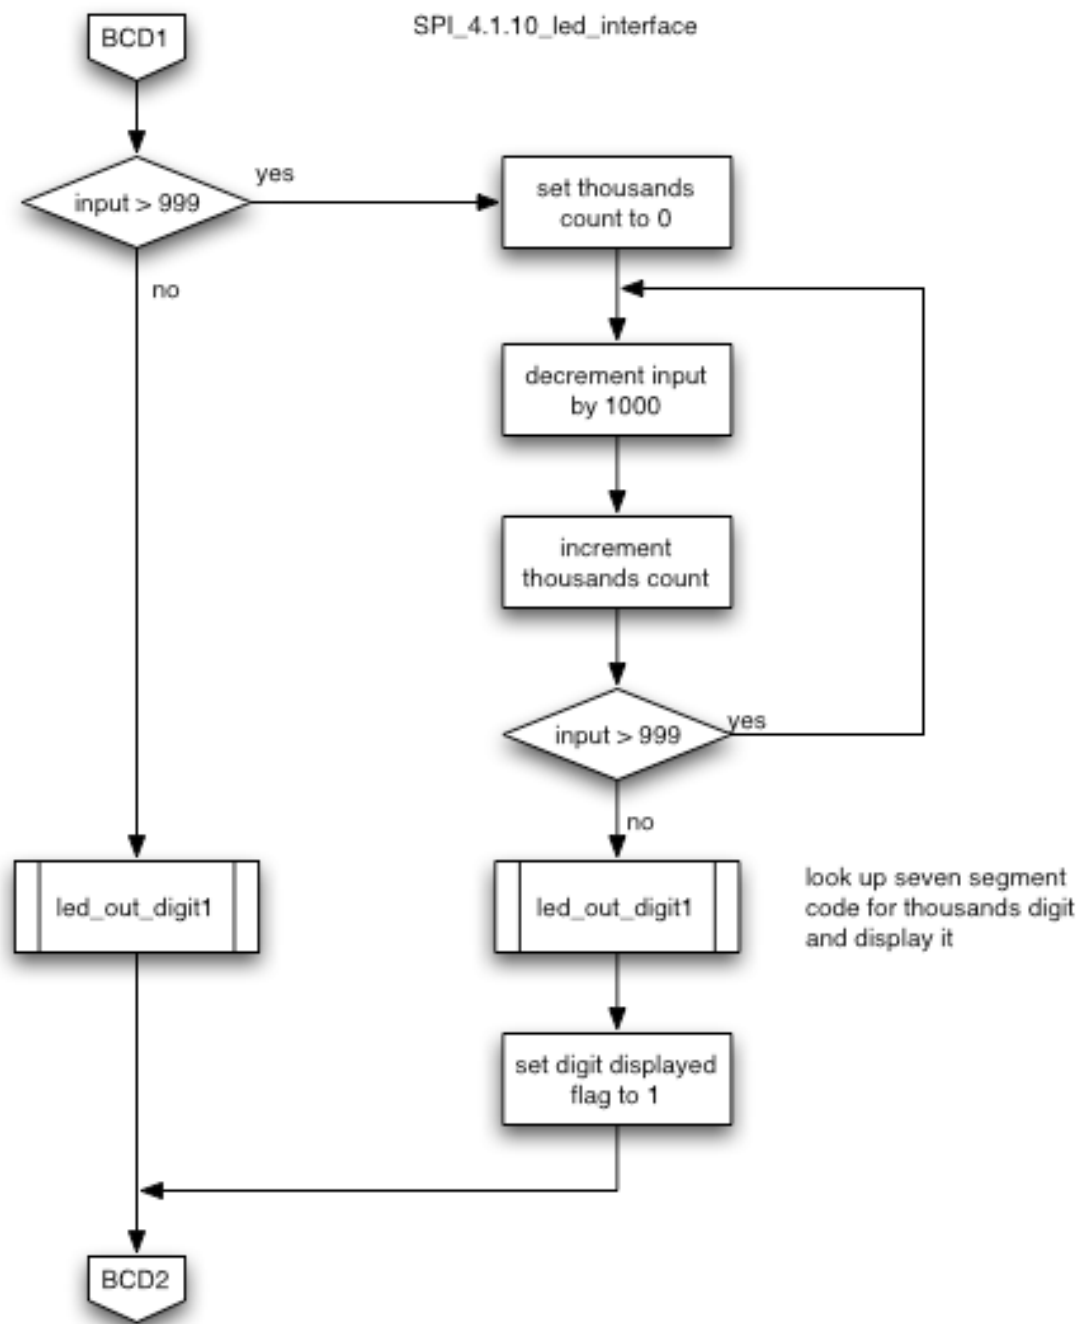 SPI_4.1.10_led_interface
BCD1
input > 999
yes
no
set thousands
count to 0
decrement input
by 1000
increment
thousands count
input > 999
yes
no
led_out_digit1
led_out_digit1
look up seven segment
code for thousands digit
and display it
set digit displayed
flag to 1
BCD2